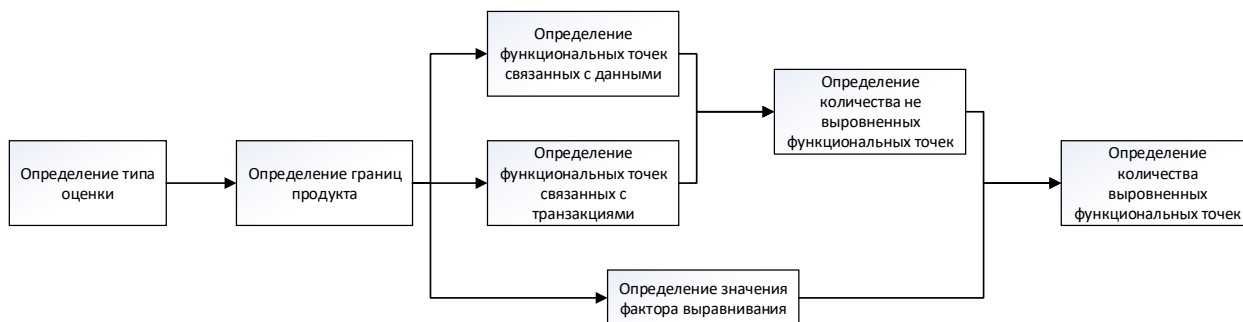 Определение типа
оценки
Определение границ
продукта
Определение
функциональных точек
связанных с данными
Определение
функциональных точек
связанных с
транзакциями
Определение значения
фактора выравнивания
Определение
количества не
выровненных
функциональных точек
Определение
количества
выровненных
функциональных точек